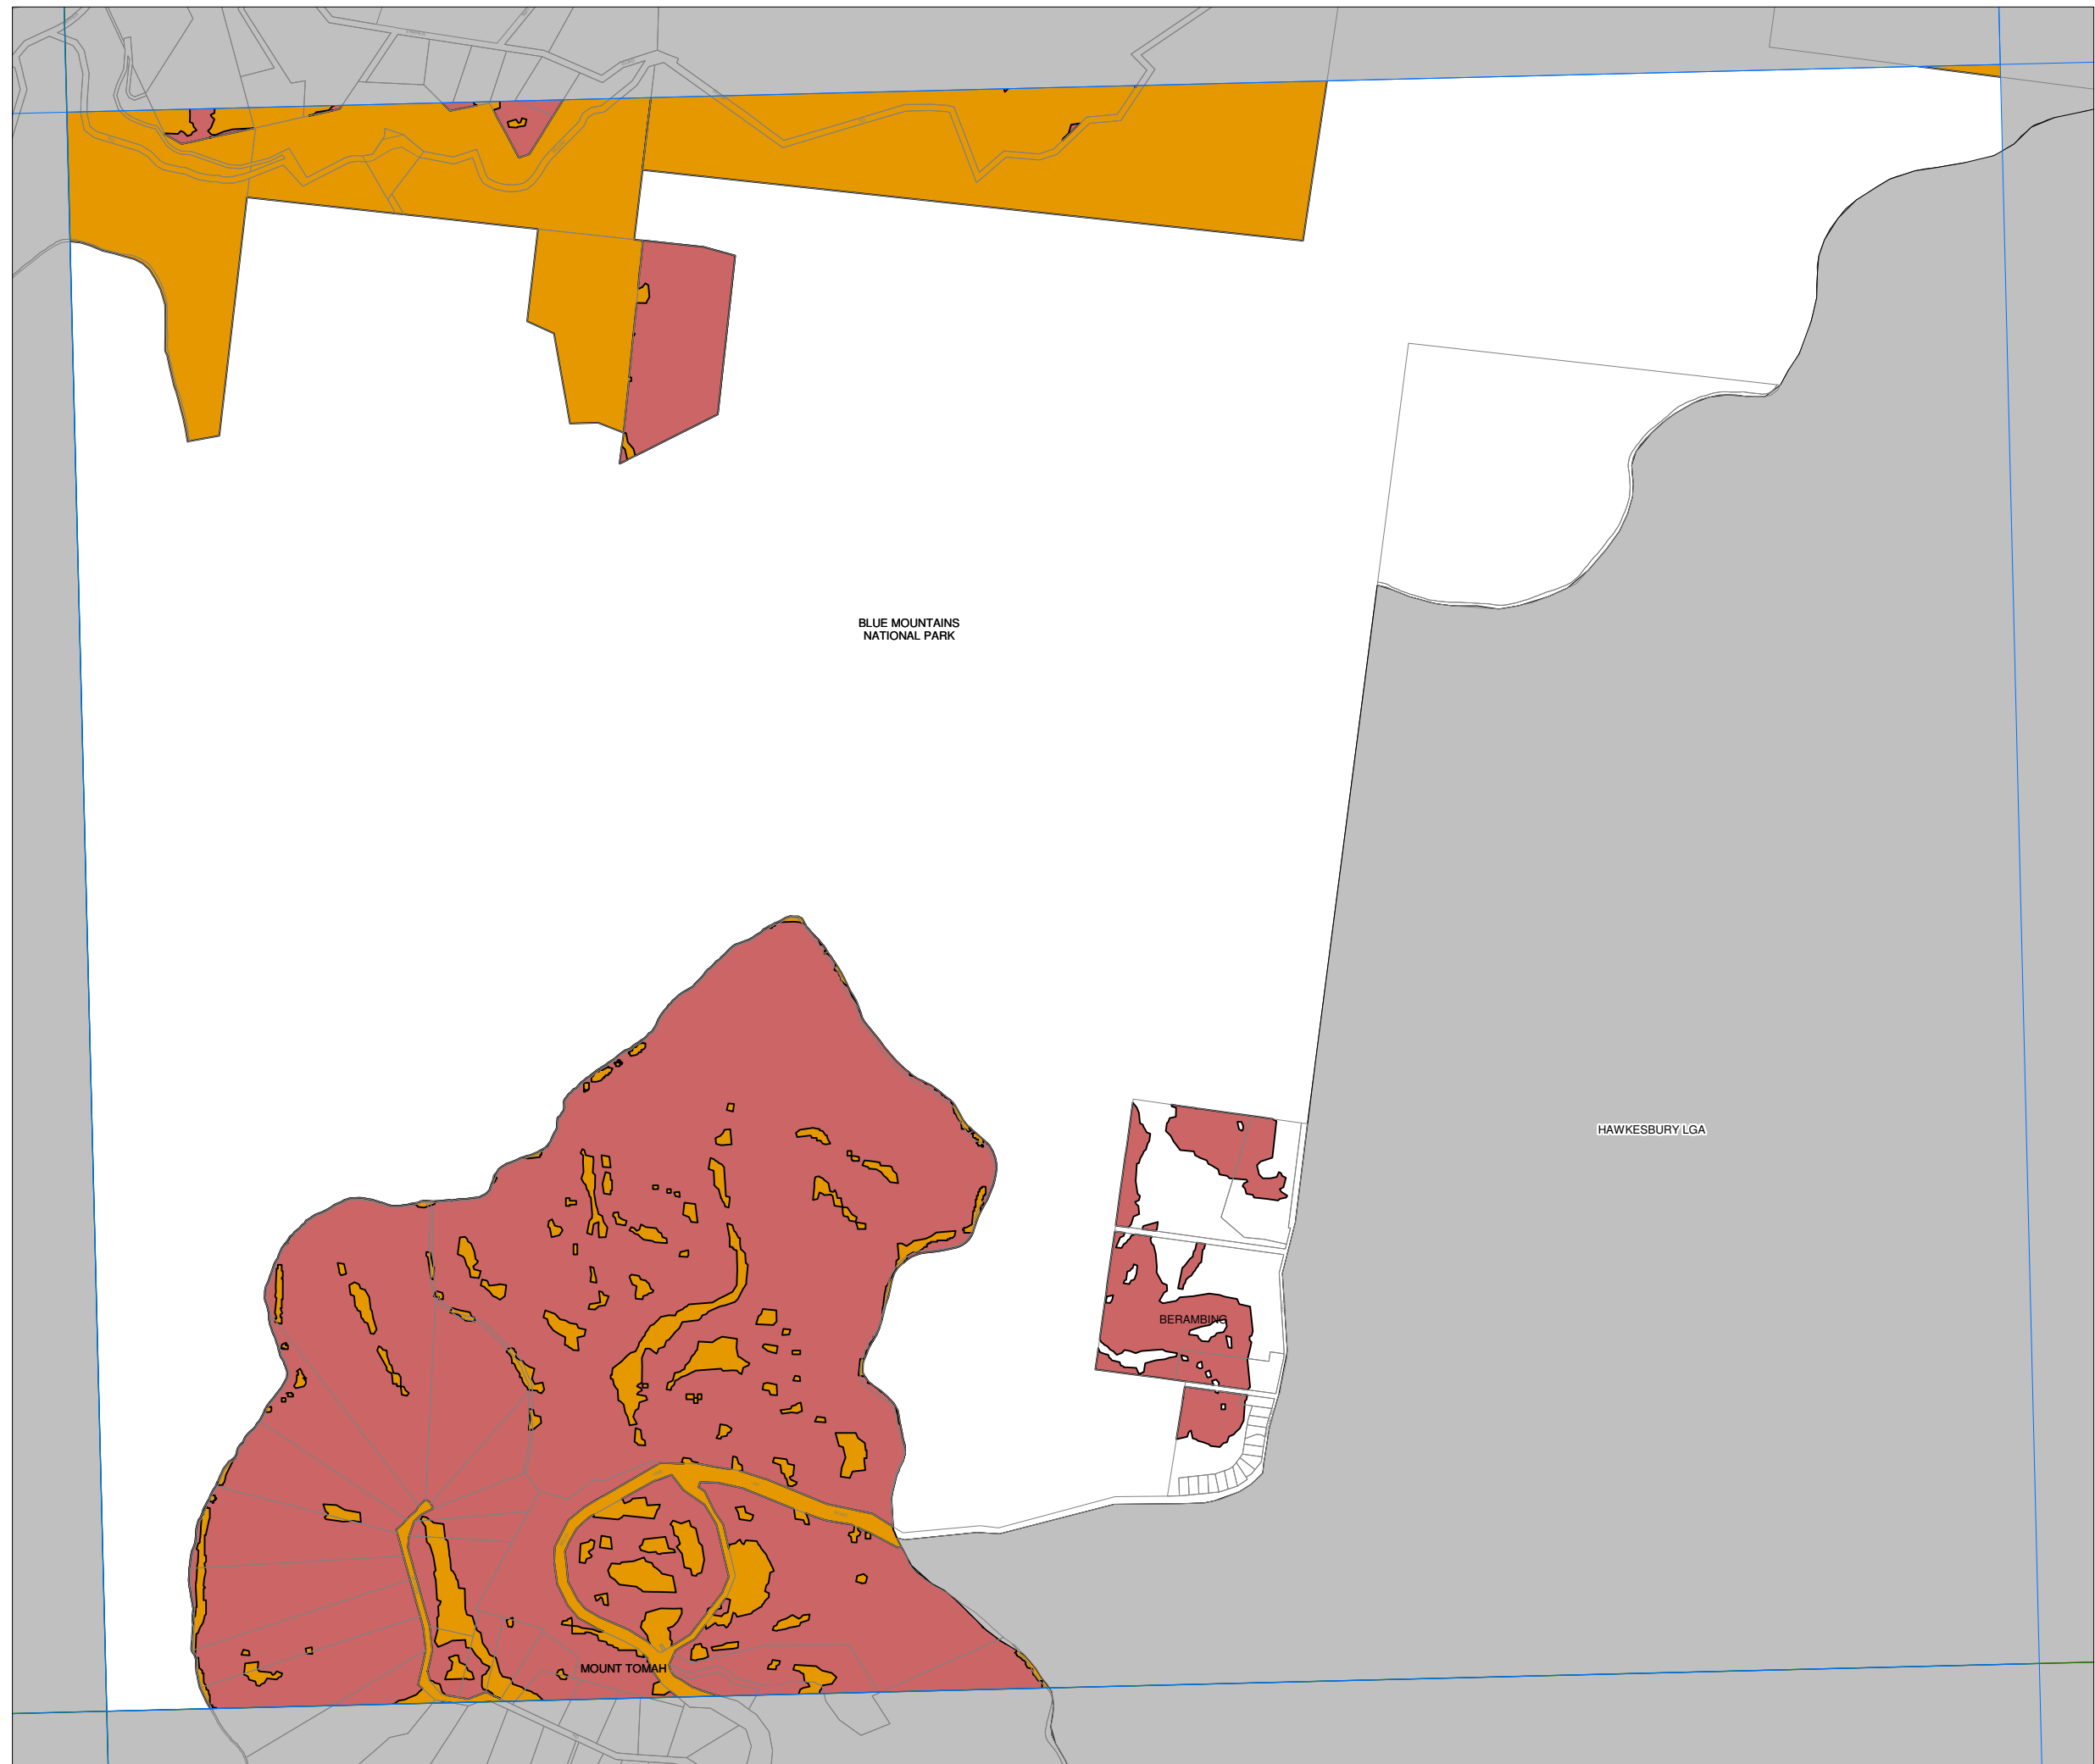 BLUE MOUNTAINS
NATIONAL PARK
HAWKESBURY LGA
BERAMBING
MOUNT TOMAH